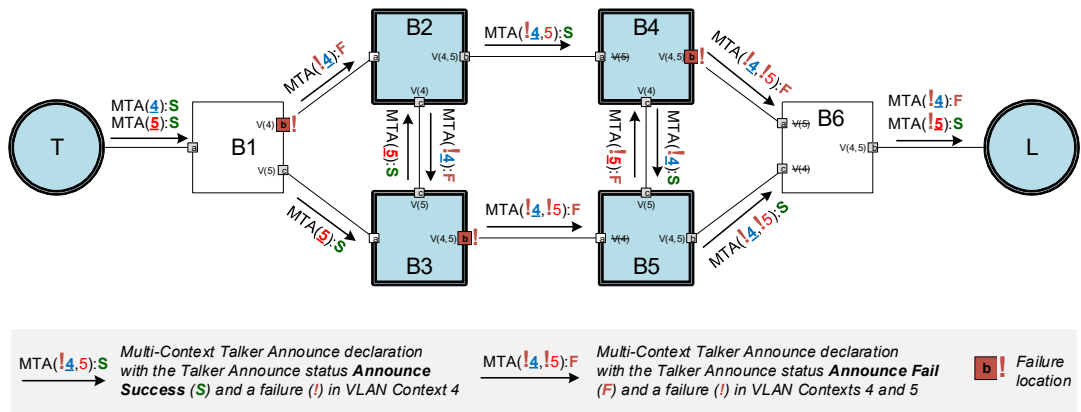 B2
B4
MTA(!4,5):S
MTA(!4):F
MTA(!4,!5):F
a
V(4,5)
b
a
V(5)
V(4,5)
b
!
V(4)
c
V(4)
c
MTA(4):S
MTA(5):S
T
a
B1
V(4)
b
!
V(5)
c
MTA(5):S
MTA(!4):F
MTA(!5):F
MTA(!4):S
a
V(5)
B6
V(4,5)
a
c
V(4)
MTA(!4):F
MTA(!5):S
L
MTA(5):S
c
V(5)
a
V(4,5)
b
!
B3
MTA(!4,!5):F
c
V(5)
a
V(4)
V(4,5)
b
B5
MTA(!4,!5):S
MTA(!4,5):S
Multi-Context Talker Announce declaration
with the Talker Announce status Announce
Success (S) and a failure (!) in VLAN Context 4
MTA(!4,!5):F
Multi-Context Talker Announce declaration
with the Talker Announce status Announce Fail
(F) and a failure (!) in VLAN Contexts 4 and 5
b
!
Failure
location